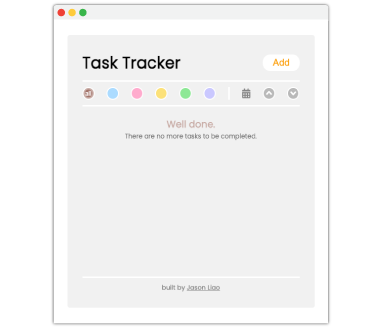 Task Tracker
Add
all
Well done.
There are no more tasks to be completed.
built by Jason Liao